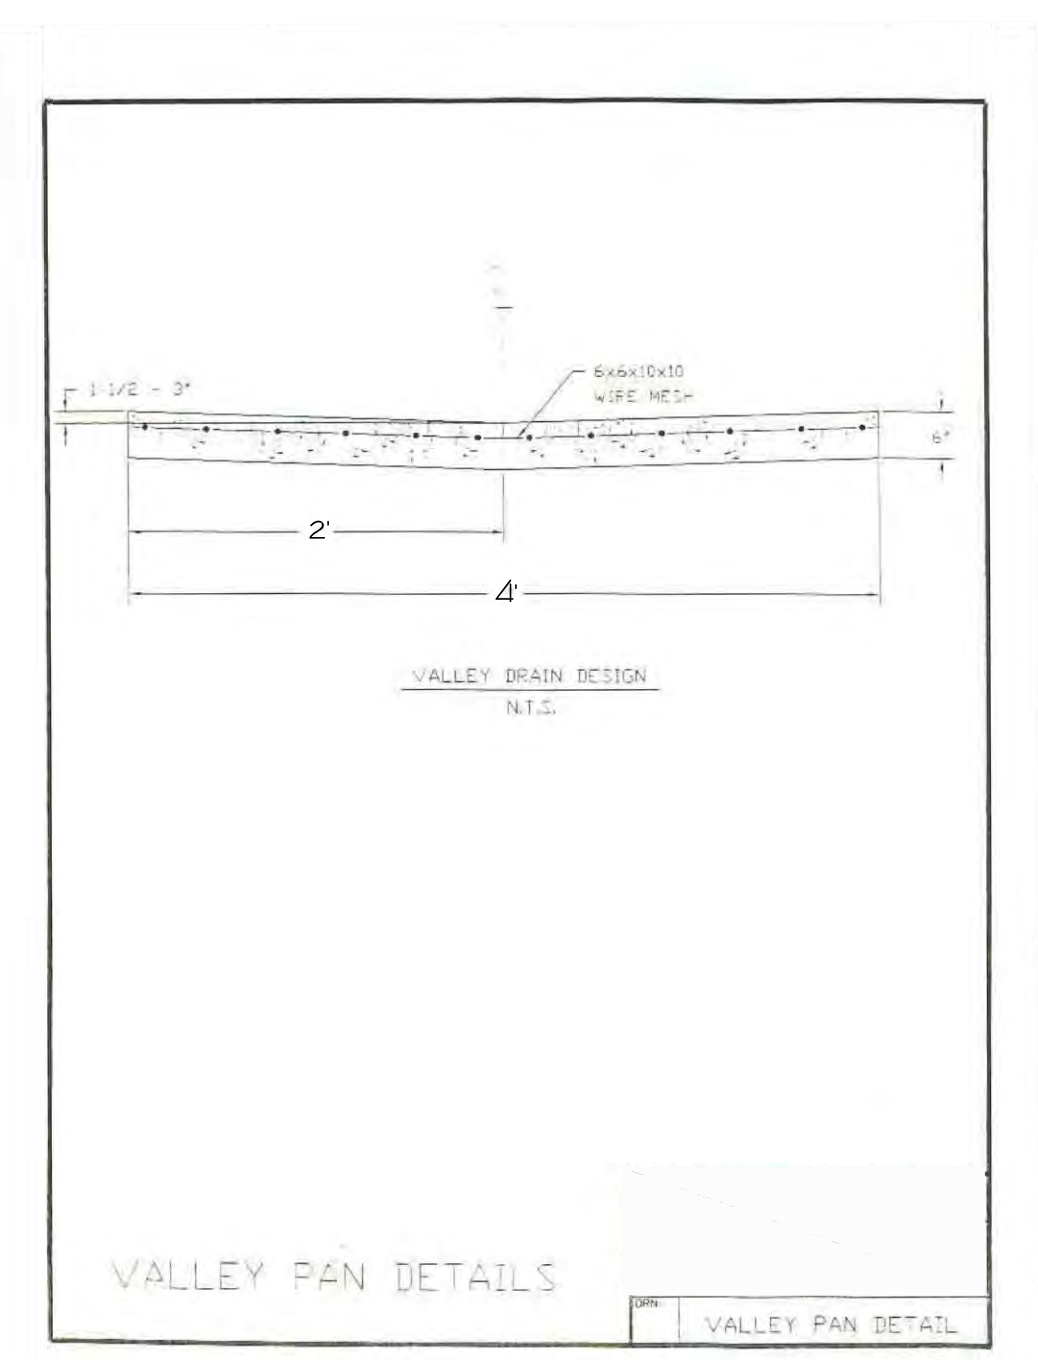 1-1/2 - 3"
6x6x10x10
WIRE MESH
6"
2'
4'
VALLEY DRAIN DESIGN
N.T.S.
VALLEY PAN DETAILS
DRN:
VALLEY PAN DETAIL